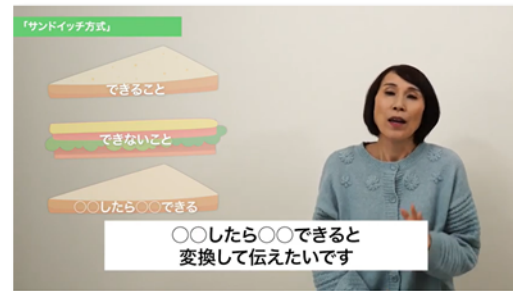 「サンドイッチ方式」
できること
できないこと
○○したら○○できる
○○したら○○できると
変換して伝えたいです